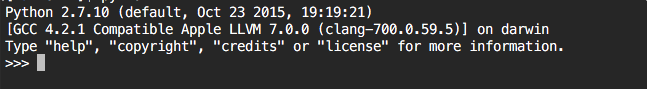 Python 2.7.10 (default, Oct 23 2015, 19:19:21)
[GCC 4.2.1 Compatible Apple LLVM 7.0.0 (clang-700.0.59.5)] on darwin
Type "help", "copyright", "credits" or "license" for more information.
>>>